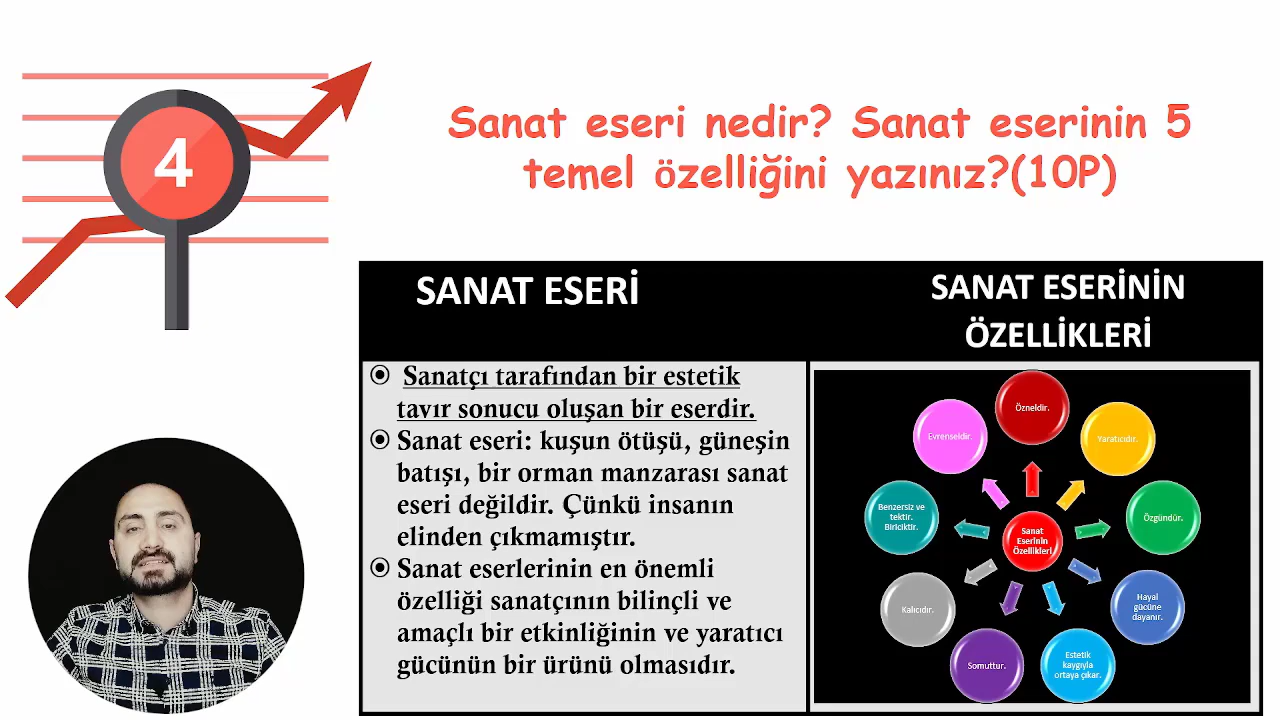 4
Sanat eseri nedir? Sanat eserinin 5
temel özelliğini yazınız?(10P)
SANAT ESERİ
SANAT ESERİNİN
ÖZELLİKLERİ
Sanatçı tarafından bir estetik
tavır sonucu oluşan bir eserdir.
Sanat eseri: kuşun ötüşü, güneşin
batışı, bir orman manzarası sanat
eseri değildir. Çünkü insanın
elinden çıkmamıştır.
Sanat eserlerinin en önemli
özelliği sanatçının bilinçli ve
amaçlı bir etkinliğinin ve yaratıcı
gücünün bir ürünü olmasıdır.
Özneldir.
Yaratıcıdır.
Özgündür.
Hayal
gücüne
dayanır.
Estetik
kaygıyla
ortaya çıkar.
Somuttur.
Kalıcıdır.
Benzersiz ve
tektir.
Biriciktir.
Evrenseldir.
Sanat
Eserinin
Özellikleri